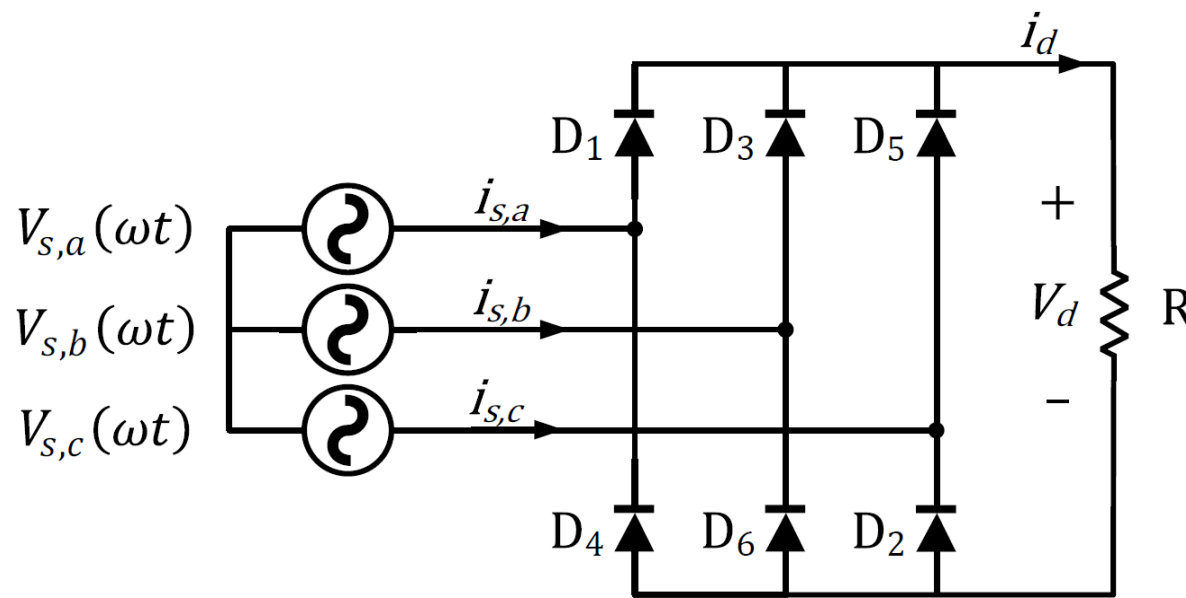 i_d
D₁ D₃ D₅
V_{s,a}(ωt) i_{s,a}
+
V_{s,b}(ωt) i_{s,b} V_d R
V_{s,c}(ωt) i_{s,c} −
D₄ D₆ D₂